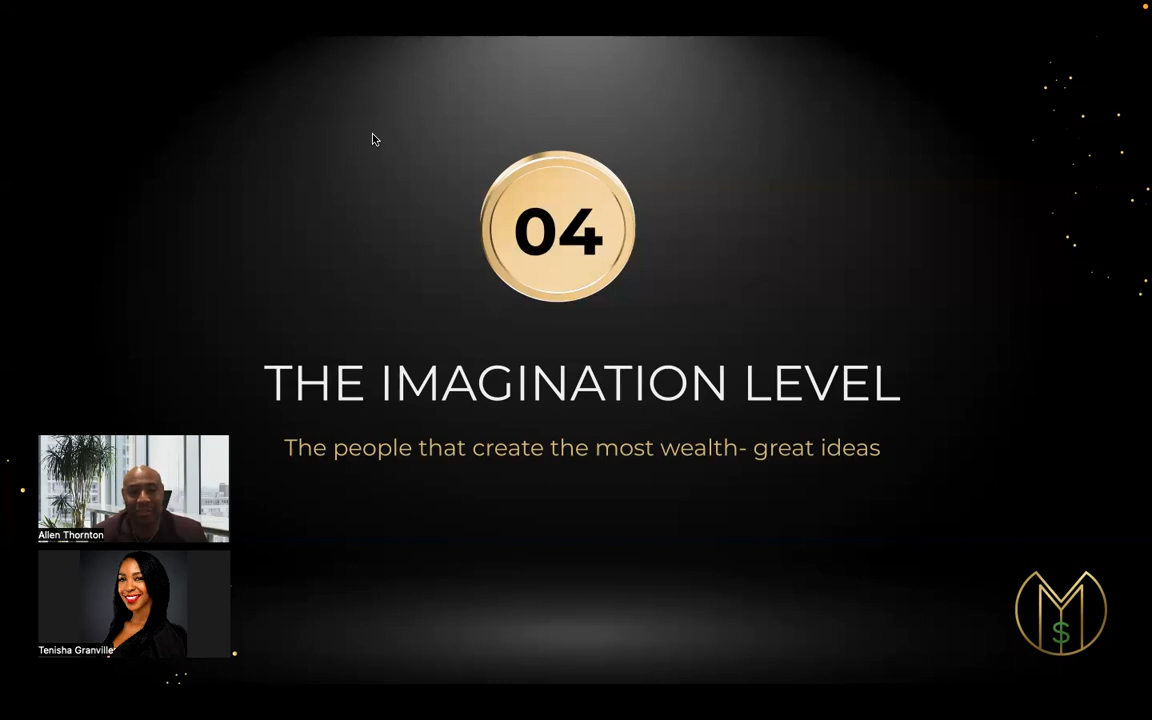 04
THE IMAGINATION LEVEL
The people that create the most wealth- great ideas
Allen Thornton
Tenisha Granville
M
$